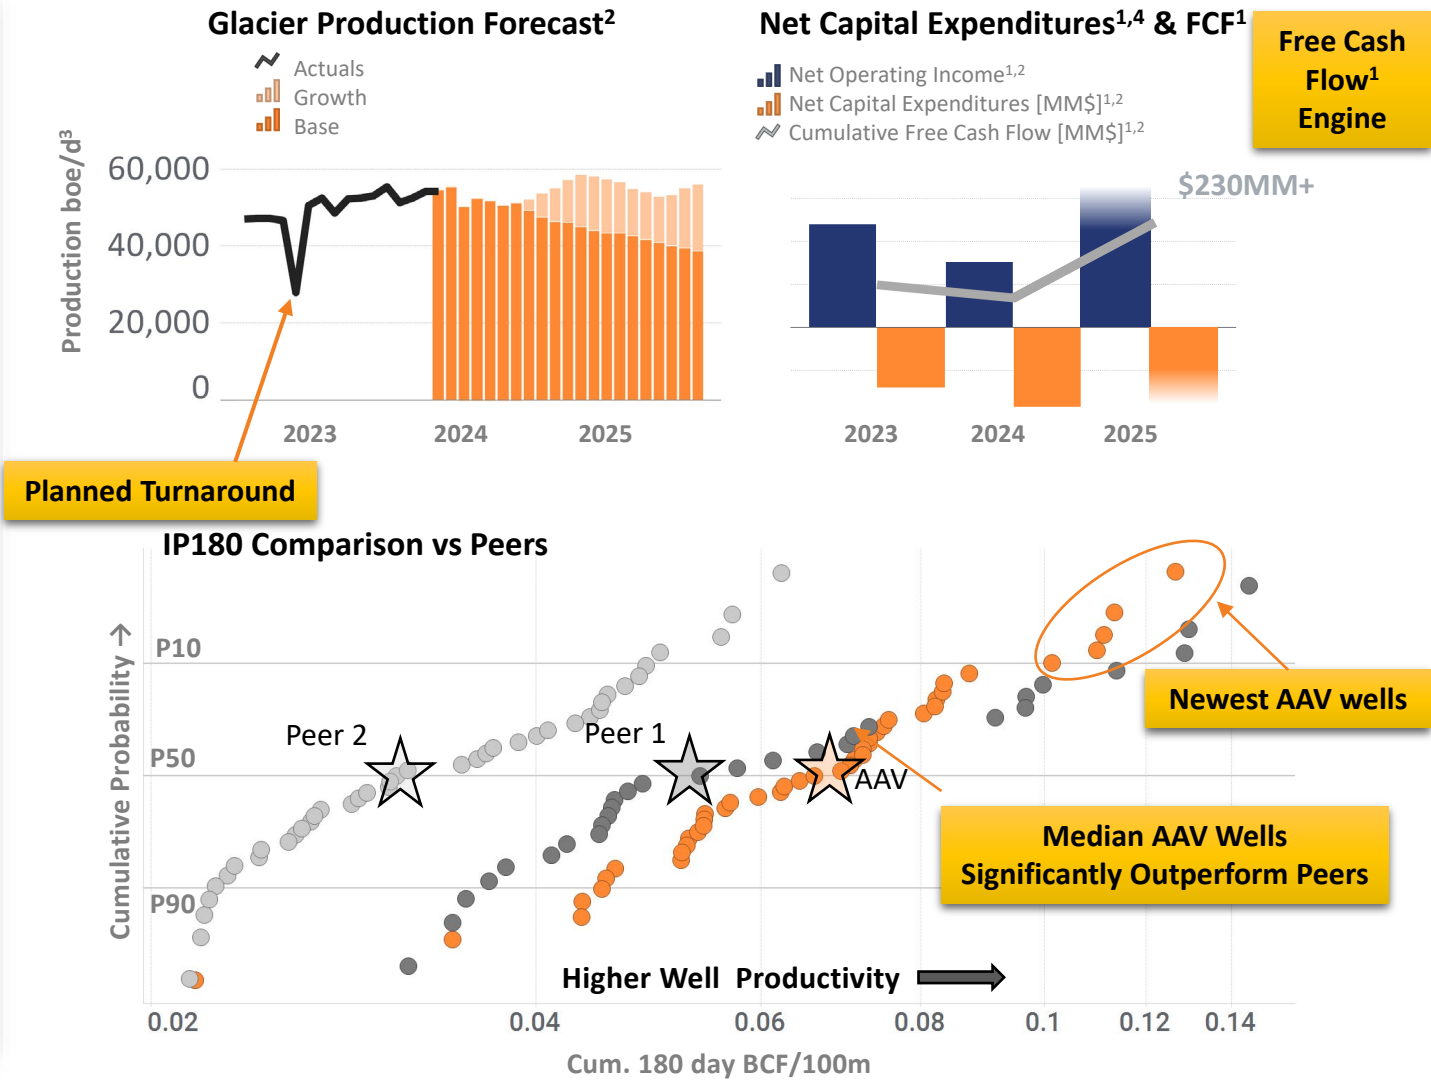 Glacier Production Forecast²
Actuals
Growth
Base
Production boe/d³
60,000
40,000
20,000
0
2023
2024
2025
Planned Turnaround
Net Capital Expenditures¹,⁴ & FCF¹
Net Operating Income¹,²
Net Capital Expenditures [MM$]¹,²
Cumulative Free Cash Flow [MM$]¹,²
Free Cash
Flow¹
Engine
$230MM+
2023
2024
2025
IP180 Comparison vs Peers
Cumulative Probability →
P10
P50
P90
Peer 2
Peer 1
AAV
Newest AAV wells
Median AAV Wells
Significantly Outperform Peers
Higher Well Productivity
0.02
0.04
0.06
0.08
0.1
0.12
0.14
Cum. 180 day BCF/100m